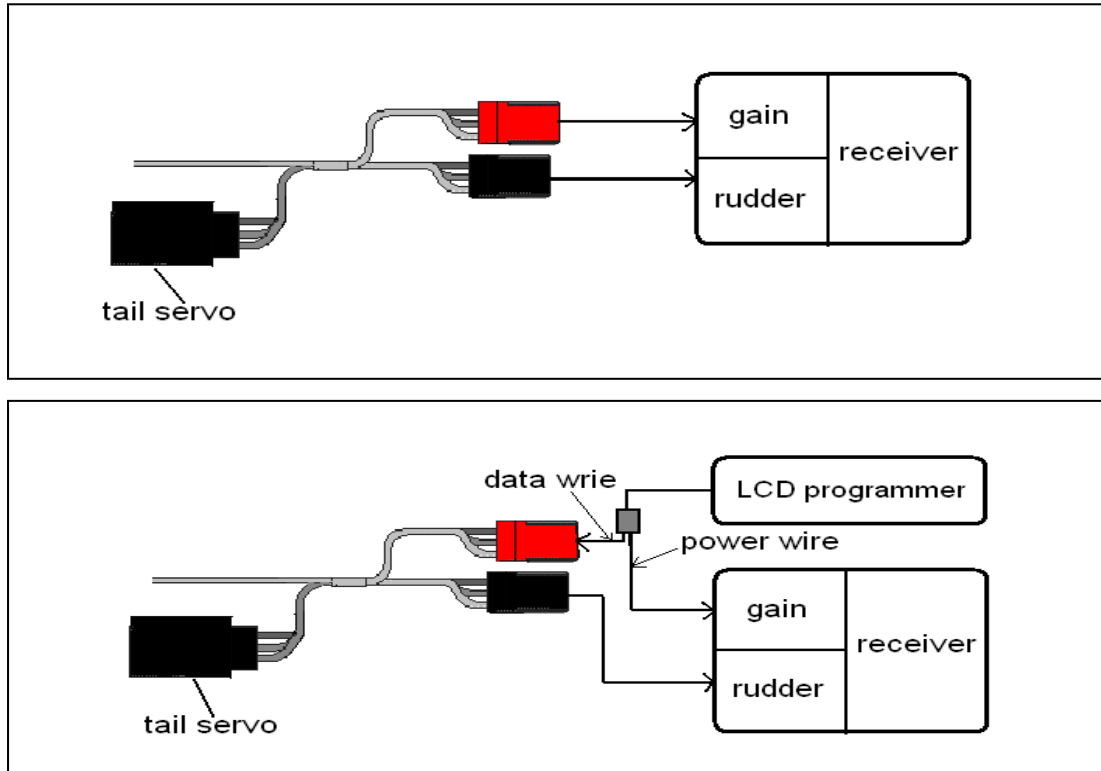 gain
receiver
rudder
tail servo
data wrie
LCD programmer
power wire
gain
receiver
rudder
tail servo